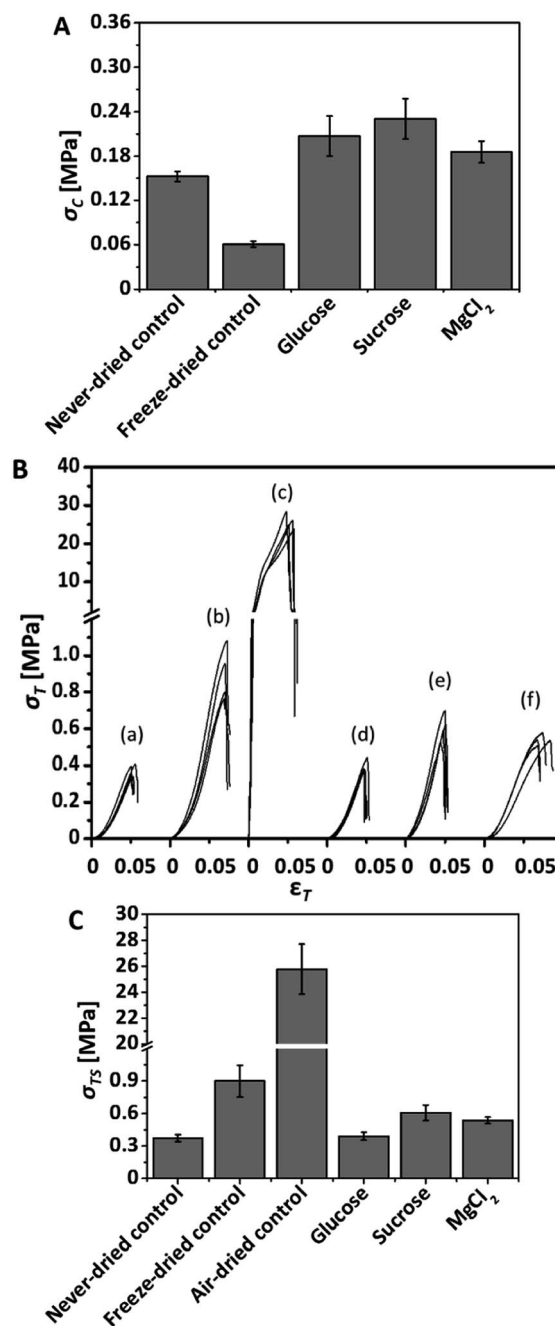 A
0.36
0.24
0.18
0.12
0.06
0
σC [MPa]
Never-dried control
Freeze-dried control
Glucose
Sucrose
MgCl2
B
40
30
20
10
1.0
0.8
0.6
0.4
0.2
0
σT [MPa]
(a)
(b)
(c)
(d)
(e)
(f)
0 0.05 0 0.05 0 0.05 0 0.05 0 0.05 0 0.05
εT
C
30
28
26
24
22
20
0.9
0.6
0.3
0
σTS [MPa]
Never-dried control
Freeze-dried control
Air-dried control
Glucose
Sucrose
MgCl2